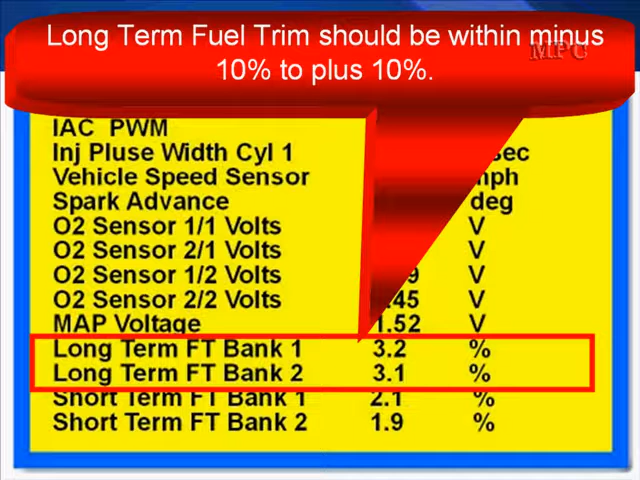 Long Term Fuel Trim should be within minus
10% to plus 10%.
MPC
IAC PWM
Inj Pluse Width Cyl 1 sec
Vehicle Speed Sensor mph
Spark Advance deg
O2 Sensor 1/1 Volts V
O2 Sensor 2/1 Volts V
O2 Sensor 1/2 Volts 9 V
O2 Sensor 2/2 Volts .45 V
MAP Voltage 1.52 V
Long Term FT Bank 1 3.2 %
Long Term FT Bank 2 3.1 %
Short Term FT Bank 1 2.1 %
Short Term FT Bank 2 1.9 %